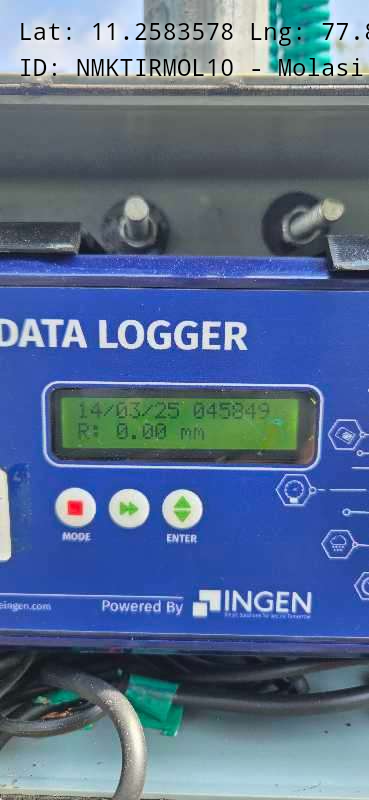 Lat: 11.2583578 Lng: 77.8
ID: NMKTIRMOL10 - Molasi
DATA LOGGER
14/03/25 045849
R: 0.00 mm
MODE
ENTER
eingen.com
Powered By INGEN